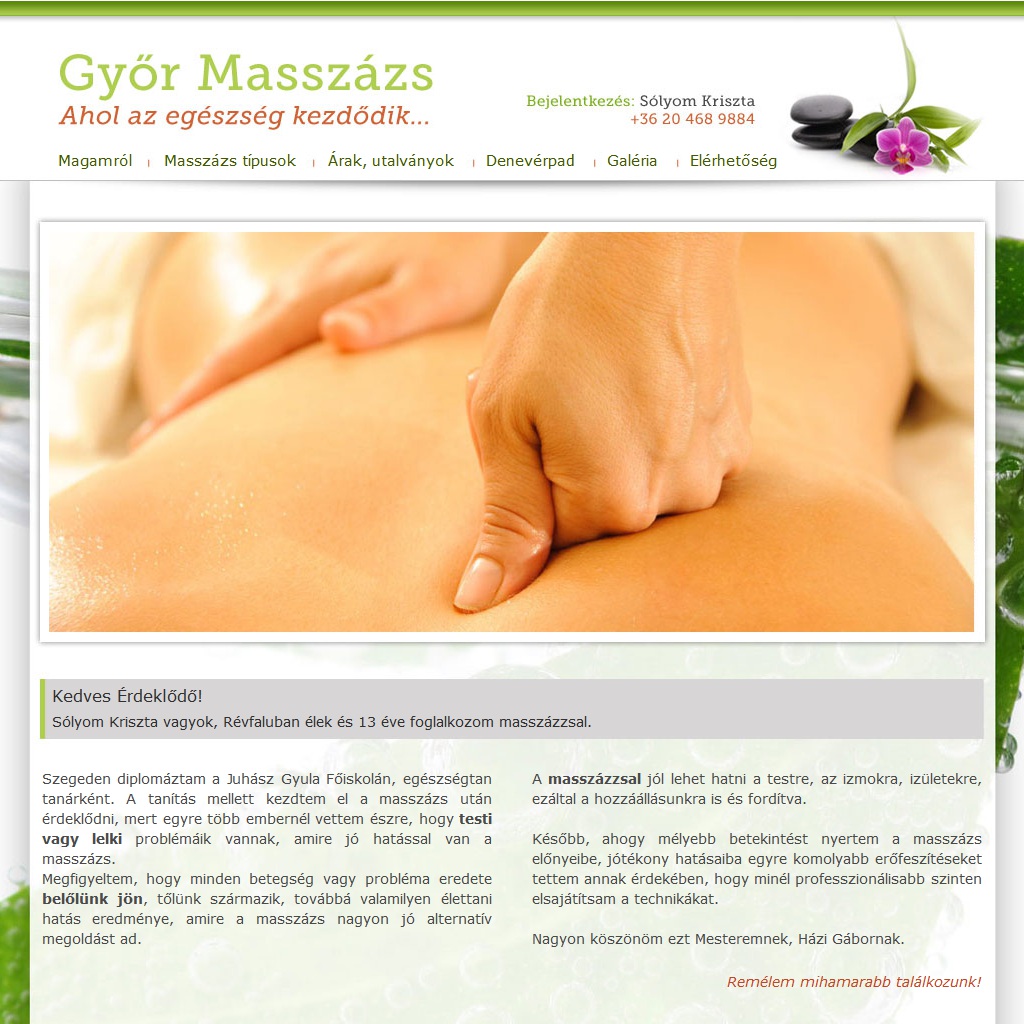 Győr Masszázs
Ahol az egészség kezdődik...
Bejelentkezés: Sólyom Kriszta
+36 20 468 9884
Magamról
Masszázs típusok
Árak, utalványok
Denevérpad
Galéria
Elérhetőség
Kedves Érdeklődő!
Sólyom Kriszta vagyok, Révfaluban élek és 13 éve foglalkozom masszázzsal.
Szegeden diplomáztam a Juhász Gyula Főiskolán, egészségtan
tanárként. A tanítás mellett kezdtem el a masszázs után
érdeklődni, mert egyre több embernél vettem észre, hogy testi
vagy lelki problémáik vannak, amire jó hatással van a
masszázs.
Megfigyeltem, hogy minden betegség vagy probléma eredete
belőlünk jön, tőlünk származik, továbbá valamilyen élettani
hatás eredménye, amire a masszázs nagyon jó alternatív
megoldást ad.
A masszázzsal jól lehet hatni a testre, az izmokra, izületekre,
ezáltal a hozzáállásunkra is és fordítva.
Később, ahogy mélyebb betekintést nyertem a masszázs
előnyeibe, jótékony hatásaiba egyre komolyabb erőfeszítéseket
tettem annak érdekében, hogy minél professzionálisabb szinten
elsajátítsam a technikákat.
Nagyon köszönöm ezt Mesteremnek, Házi Gábornak.
Remélem mihamarabb találkozunk!